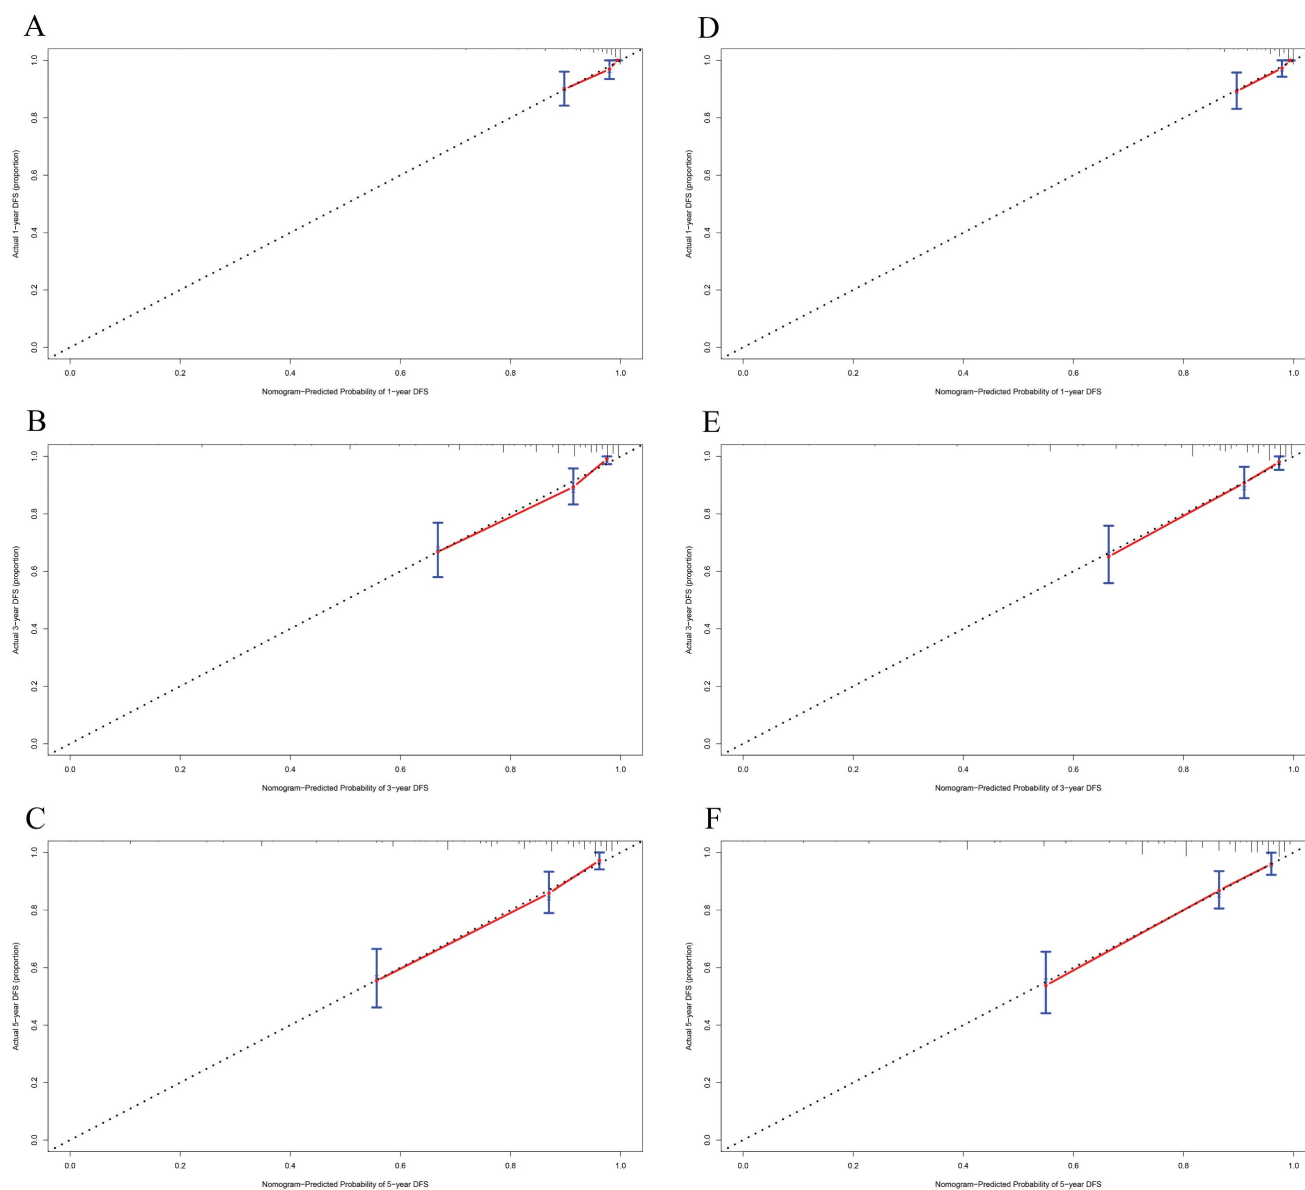 A
Actual 1−year DFS (proportion)
0.0
0.2
0.4
0.6
0.8
1.0
0.0 0.2 0.4 0.6 0.8 1.0
Nomogram−Predicted Probability of 1−year DFS
D
Actual 1−year DFS (proportion)
0.0
0.2
0.4
0.6
0.8
1.0
0.0 0.2 0.4 0.6 0.8 1.0
Nomogram−Predicted Probability of 1−year DFS
B
Actual 3−year DFS (proportion)
0.0
0.2
0.4
0.6
0.8
1.0
0.0 0.2 0.4 0.6 0.8 1.0
Nomogram−Predicted Probability of 3−year DFS
E
Actual 3−year DFS (proportion)
0.0
0.2
0.4
0.6
0.8
1.0
0.0 0.2 0.4 0.6 0.8 1.0
Nomogram−Predicted Probability of 3−year DFS
C
Actual 5−year DFS (proportion)
0.0
0.2
0.4
0.6
0.8
1.0
0.0 0.2 0.4 0.6 0.8 1.0
Nomogram−Predicted Probability of 5−year DFS
F
Actual 5−year DFS (proportion)
0.0
0.2
0.4
0.6
0.8
1.0
0.0 0.2 0.4 0.6 0.8 1.0
Nomogram−Predicted Probability of 5−year DFS